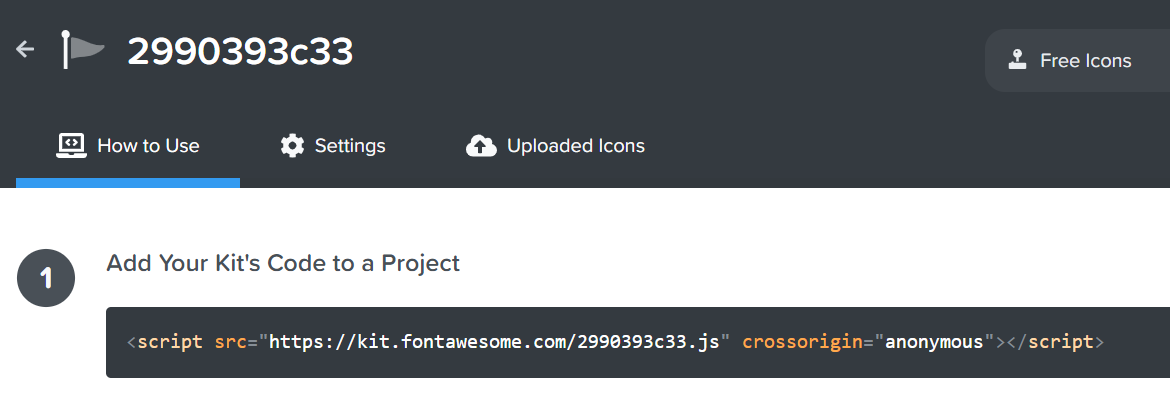 2990393c33
Free Icons
How to Use
Settings
Uploaded Icons
1
Add Your Kit's Code to a Project
<script src="https://kit.fontawesome.com/2990393c33.js" crossorigin="anonymous"></script>